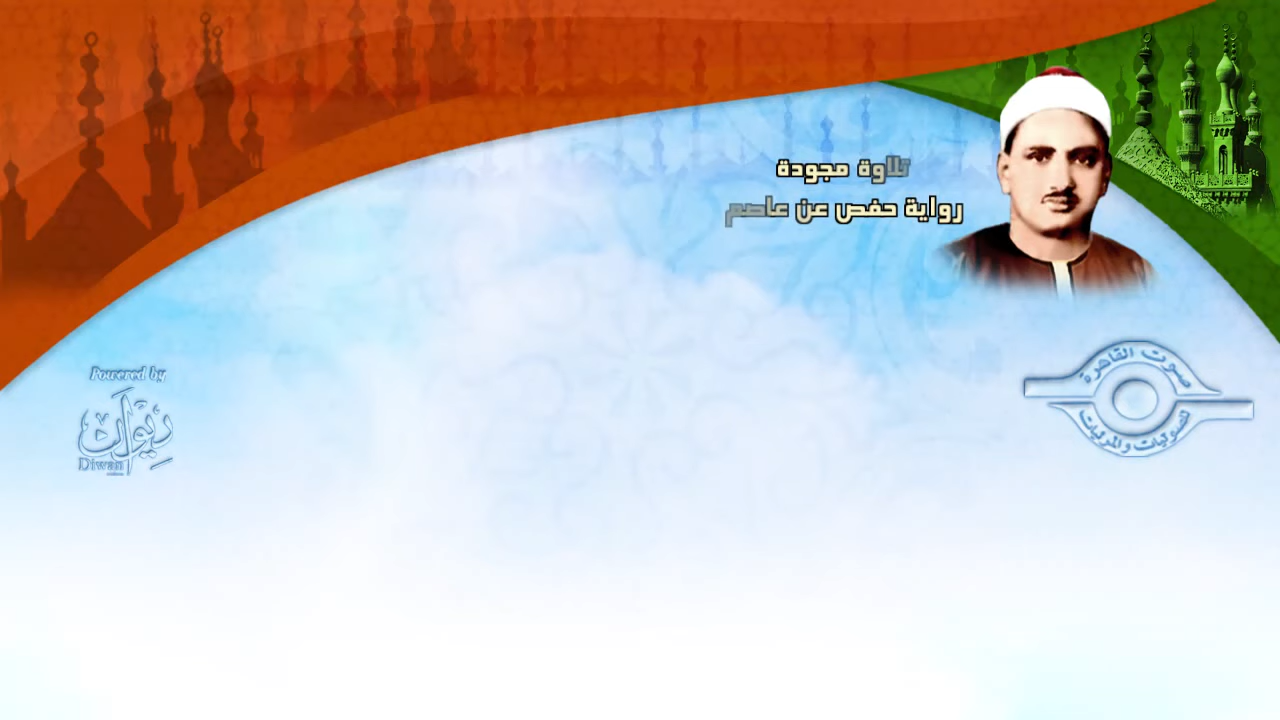 تلاوة مجودة
رواية حفص عن عاصم
صوت القاهرة
للصوتيات والمرئيات
Powered by
ديوان
Diwan